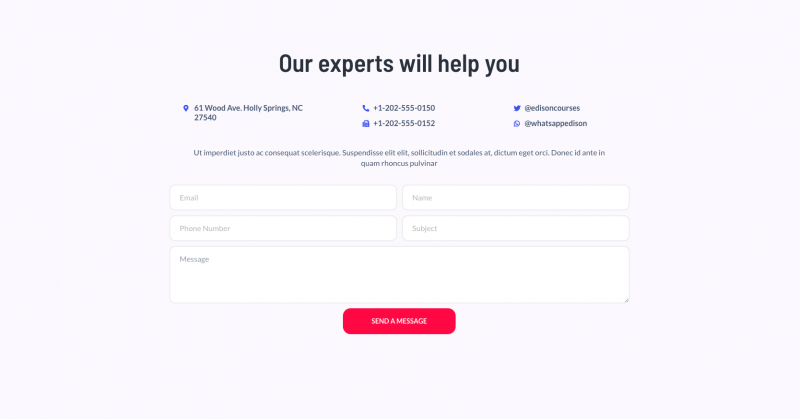 Our experts will help you
61 Wood Ave. Holly Springs, NC
27540
+1-202-555-0150
+1-202-555-0152
@edisoncourses
@whatsappedison
Ut imperdiet justo ac consequat scelerisque. Suspendisse elit elit, sollicitudin et sodales at, dictum eget orci. Donec id ante in
quam rhoncus pulvinar
Email
Name
Phone Number
Subject
Message
SEND A MESSAGE